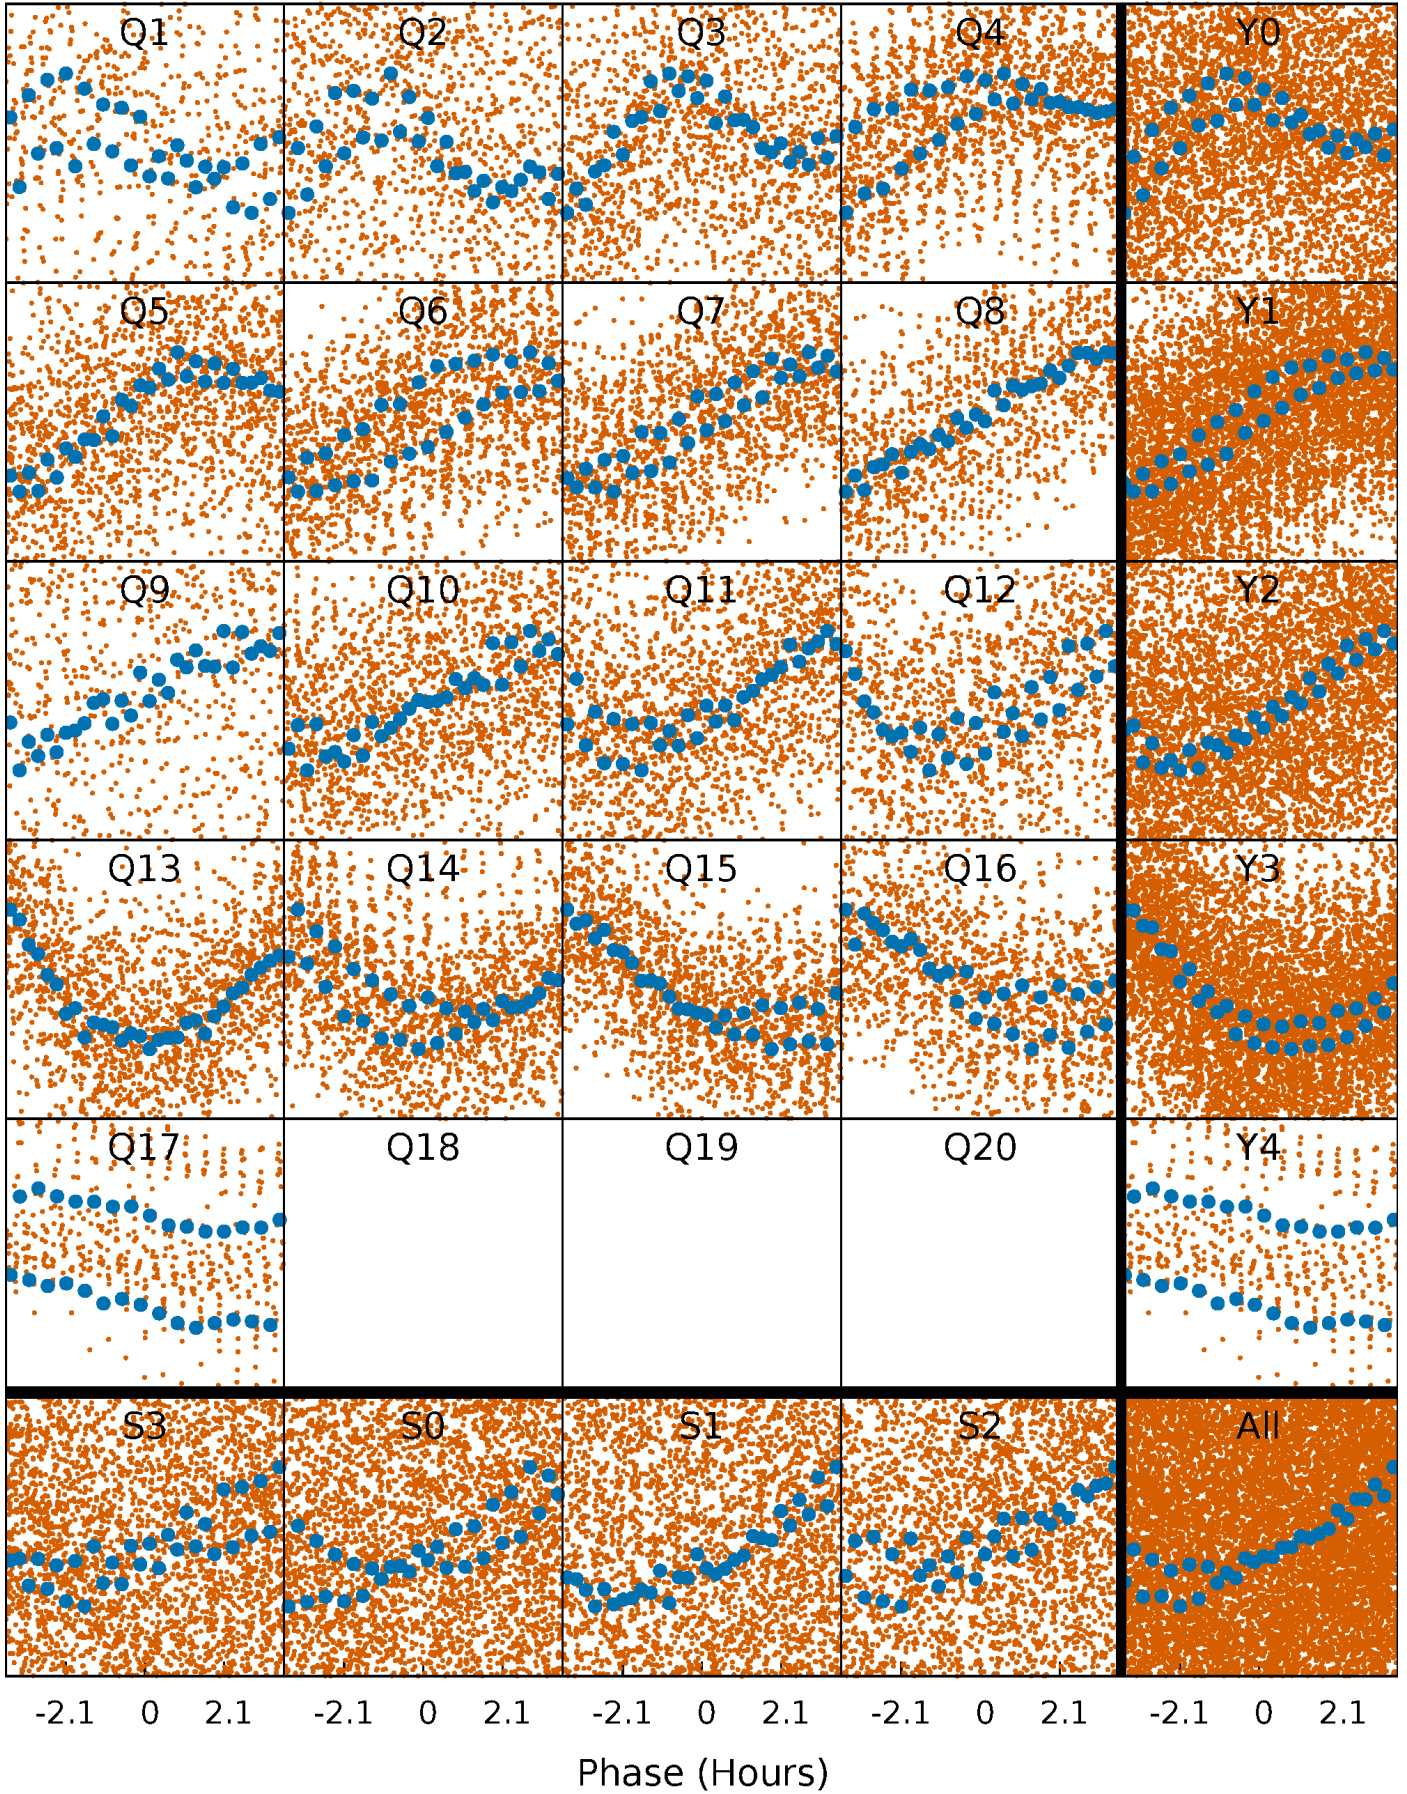 Q1 Q2 Q3 Q4 Y0
Q5 Q6 Q7 Q8 Y1
Q9 Q10 Q11 Q12 Y2
Q13 Q14 Q15 Q16 Y3
Q17 Q18 Q19 Q20 Y4
S3 S0 S1 S2 All
-2.1 0 2.1 -2.1 0 2.1 -2.1 0 2.1 -2.1 0 2.1 -2.1 0 2.1
Phase (Hours)